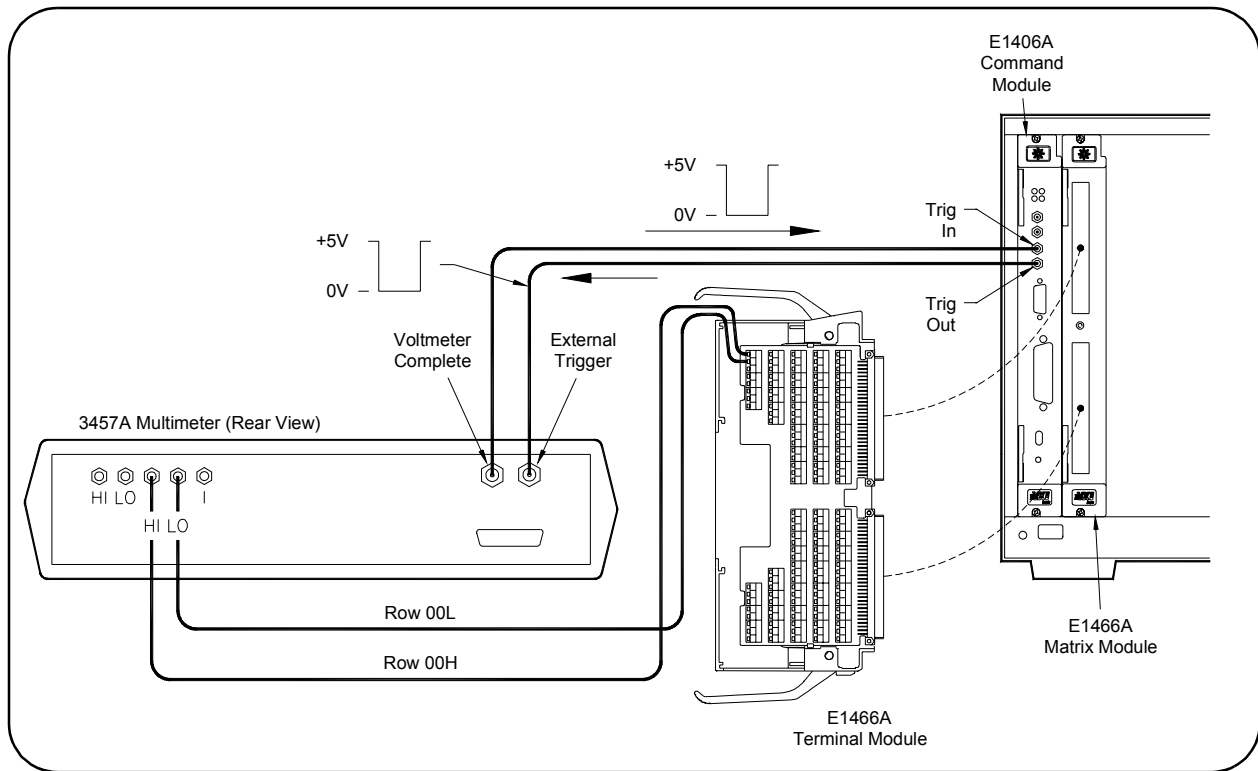 E1406A
Command
Module
+5V
0V
Trig
In
+5V
0V
Trig
Out
Voltmeter
Complete
External
Trigger
3457A Multimeter (Rear View)
HI LO
I
HI LO
Row 00L
Row 00H
E1466A
Matrix Module
E1466A
Terminal Module